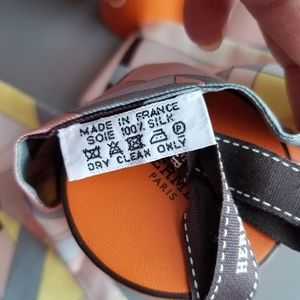 MADE IN FRANCE
SOIE 100% SILK
DRY CLEAN ONLY
PARIS